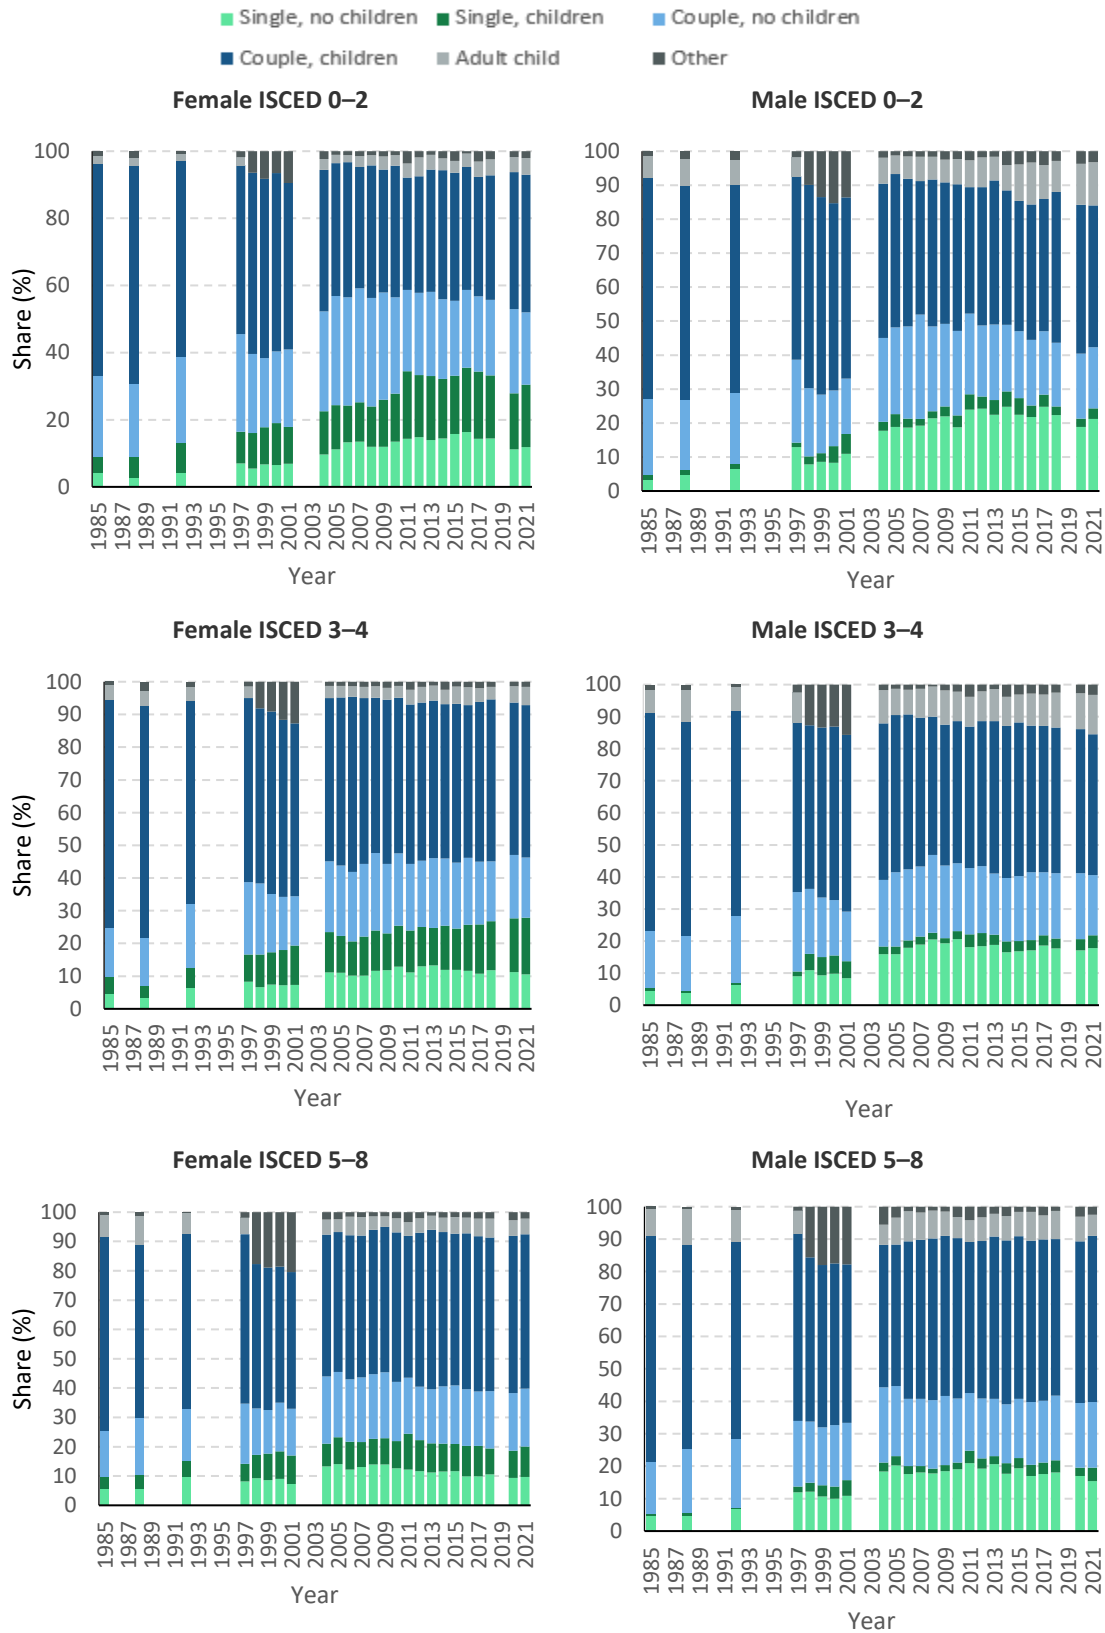 Single, no children Single, children Couple, no children
Couple, children Adult child Other
Female ISCED 0–2
Share (%)
100
80
60
40
20
0
1985 1987 1989 1991 1993 1995 1997 1999 2001 2003 2005 2007 2009 2011 2013 2015 2017 2019 2021
Year
Male ISCED 0–2
100
90
80
70
60
50
40
30
20
10
0
1985 1987 1989 1991 1993 1995 1997 1999 2001 2003 2005 2007 2009 2011 2013 2015 2017 2019 2021
Year
Female ISCED 3–4
Share (%)
100
90
80
70
60
50
40
30
20
10
0
1985 1987 1989 1991 1993 1995 1997 1999 2001 2003 2005 2007 2009 2011 2013 2015 2017 2019 2021
Year
Male ISCED 3–4
100
90
80
70
60
50
40
30
20
10
0
1985 1987 1989 1991 1993 1995 1997 1999 2001 2003 2005 2007 2009 2011 2013 2015 2017 2019 2021
Year
Female ISCED 5–8
Share (%)
100
90
80
70
60
50
40
30
20
10
0
1985 1987 1989 1991 1993 1995 1997 1999 2001 2003 2005 2007 2009 2011 2013 2015 2017 2019 2021
Year
Male ISCED 5–8
100
90
80
70
60
50
40
30
20
10
0
1985 1987 1989 1991 1993 1995 1997 1999 2001 2003 2005 2007 2009 2011 2013 2015 2017 2019 2021
Year